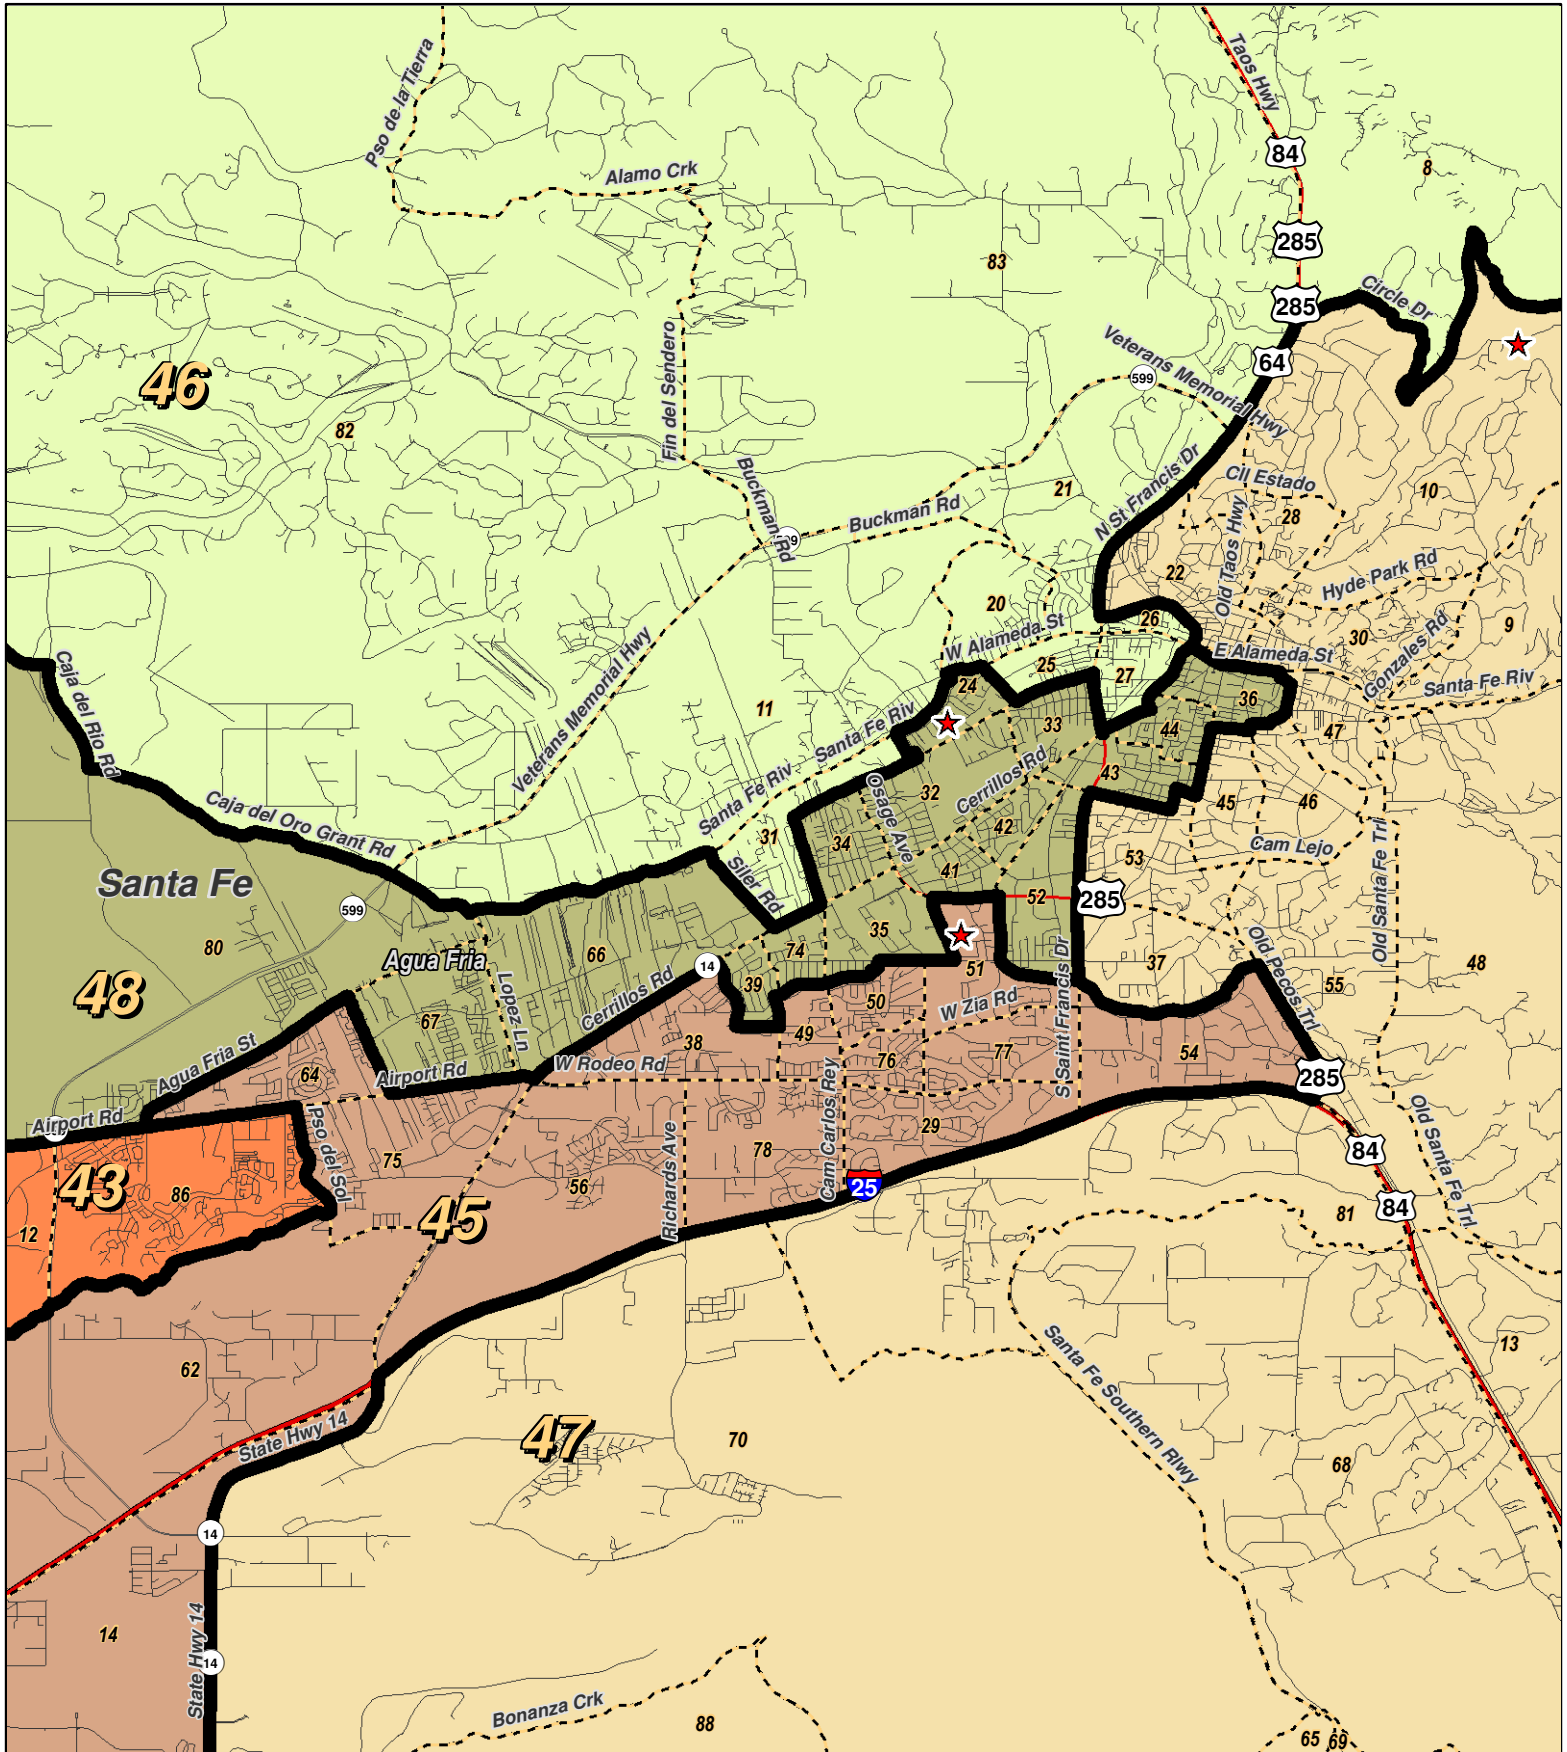 Taos Hwy
Pso de la Tierra
84
8
Alamo Crk
285
83
285
Circle Dr
Fin del Sendero
Veterans Memorial Hwy
64
599
46
82
Buckman Rd
N St Francis Dr
Cll Estado
21
10
Buckman Rd
28
Old Taos Hwy
Hyde Park Rd
22
20
26
30
9
W Alameda St
Gonzales Rd
E Alameda St
25
27
Santa Fe Riv
24
36
Caja del Rio Rd
Veterans Memorial Hwy
11
Santa Fe Riv
33
44
47
43
Cerrillos Rd
Osage Ave
32
45
46
Santa Fe Riv
Caja del Oro Grant Rd
31
34
42
Cam Lejo
53
Old Santa Fe Trl
41
Siler Rd
Santa Fe
285
52
599
35
80
66
74
Agua Fria
Old Pecos Trl
14
51
37
48
48
Lopez Ln
39
55
50
Cerrillos Rd
W Zia Rd
S Saint Francis Dr
67
49
38
76
77
54
Agua Fria St
W Rodeo Rd
64
Airport Rd
285
Airport Rd
Pso del Sol
Cam Carlos Rey
29
Old Santa Fe Trl
Richards Ave
78
84
75
43
86
56
25
45
84
81
12
Santa Fe Southern Rlwy
13
62
State Hwy 14
47
70
68
14
State Hwy 14
14
14
Bonanza Crk
88
65
69